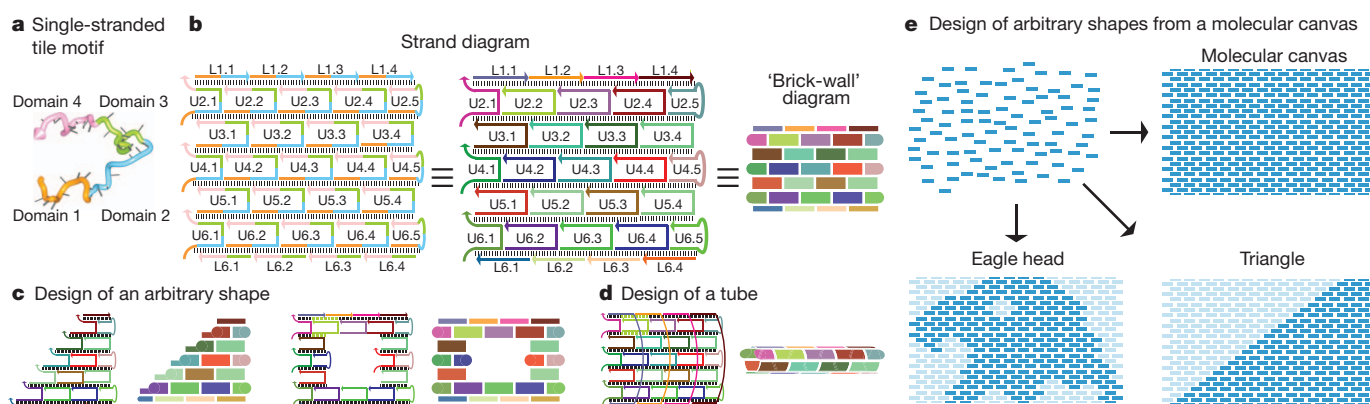 a Single-stranded
tile motif
Domain 4 Domain 3
Domain 1 Domain 2
b
Strand diagram
L1.1 L1.2 L1.3 L1.4
U2.1 U2.2 U2.3 U2.4 U2.5
U3.1 U3.2 U3.3 U3.4
U4.1 U4.2 U4.3 U4.4 U4.5
U5.1 U5.2 U5.3 U5.4
U6.1 U6.2 U6.3 U6.4 U6.5
L6.1 L6.2 L6.3 L6.4
≡
L1.1 L1.2 L1.3 L1.4
U2.1 U2.2 U2.3 U2.4 U2.5
U3.1 U3.2 U3.3 U3.4
U4.1 U4.2 U4.3 U4.4 U4.5
U5.1 U5.2 U5.3 U5.4
U6.1 U6.2 U6.3 U6.4 U6.5
L6.1 L6.2 L6.3 L6.4
≡
‘Brick-wall’
diagram
c Design of an arbitrary shape
d Design of a tube
e Design of arbitrary shapes from a molecular canvas
Molecular canvas
Eagle head
Triangle